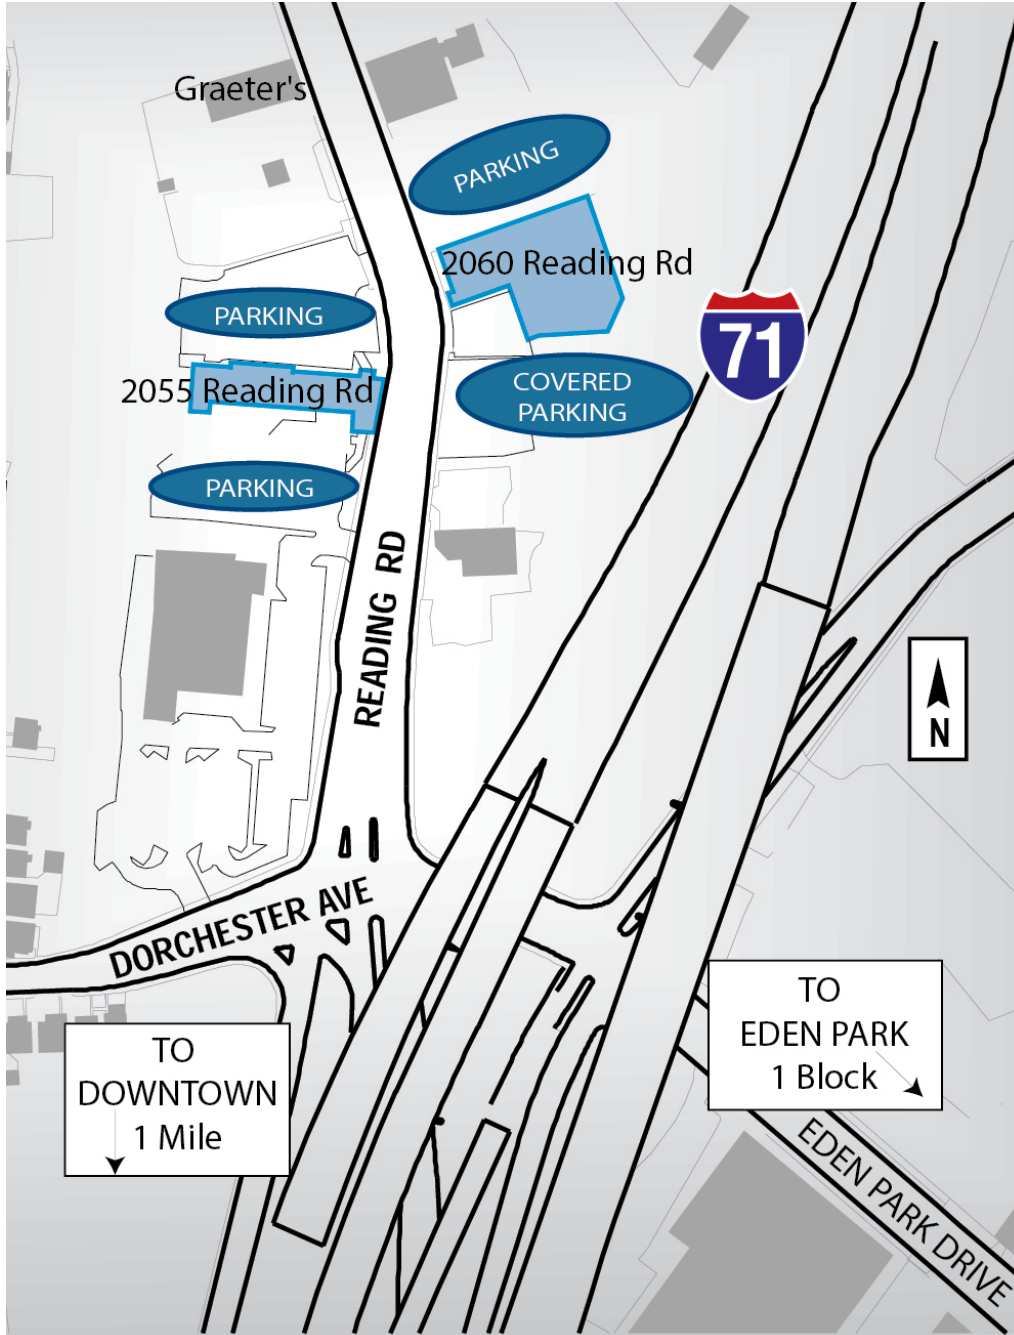 Graeter's
PARKING
2060 Reading Rd
PARKING
71
2055 Reading Rd
COVERED
PARKING
PARKING
READING RD
N
DORCHESTER AVE
TO
EDEN PARK
1 Block
TO
DOWNTOWN
1 Mile
EDEN PARK DRIVE